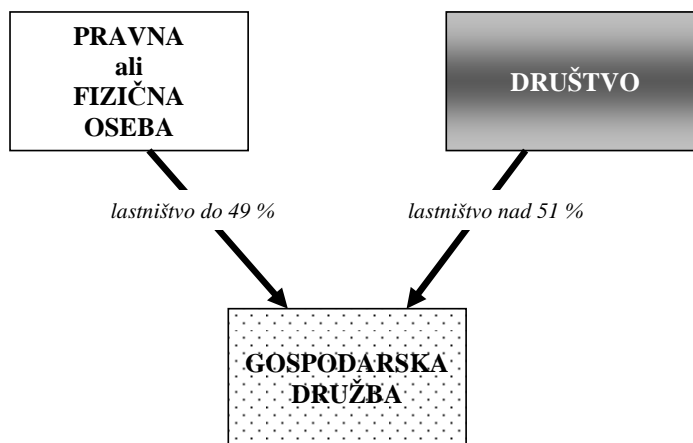 PRAVNA
ali
FIZIČNA
OSEBA
DRUŠTVO
lastništvo do 49 %
lastništvo nad 51 %
GOSPODARSKA
DRUŽBA